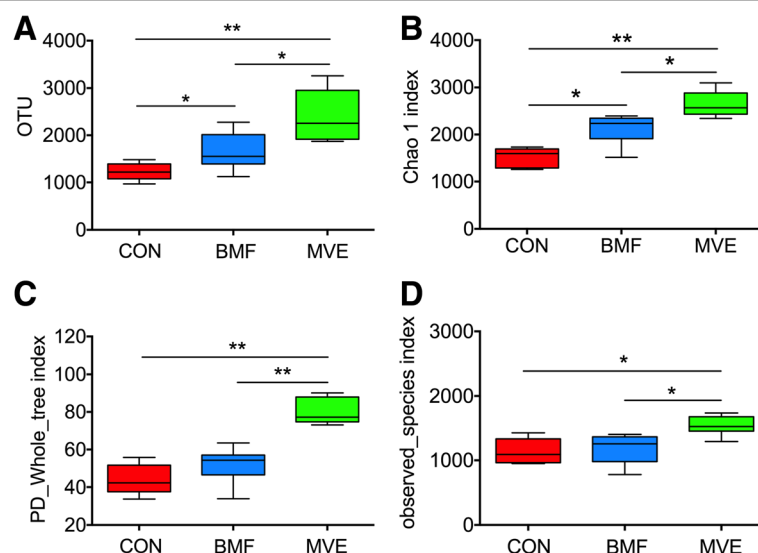 A
OTU
4000
3000
2000
1000
0
**
*
*
CON BMF MVE
B
Chao 1 index
4000
3000
2000
1000
0
**
*
*
CON BMF MVE
C
PD_Whole_tree index
120
100
80
60
40
20
**
**
CON BMF MVE
D
observed_species index
3000
2000
1000
0
*
*
CON BMF MVE